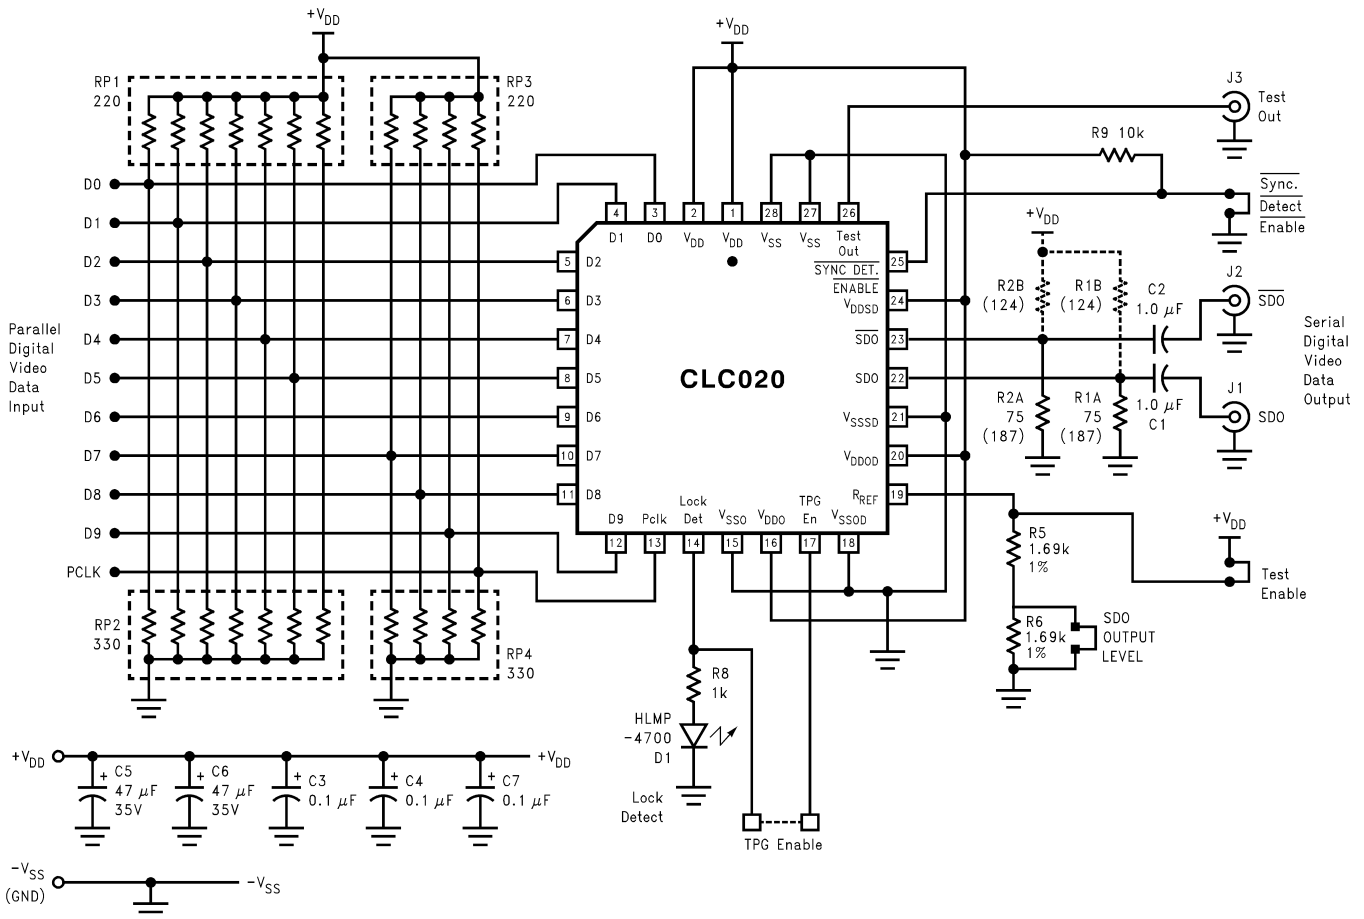 +VDD
RP1
220
RP3
220
+VDD
J3
Test
Out
R9 10k
Sync.
Detect
Enable
D0
D1
D2
D3
D4
D5
D6
D7
D8
D9
PCLK
Parallel
Digital
Video
Data
Input
4
3
2
1
28
27
26
D1
D0
VDD
VDD
VSS
VSS
Test
Out
5
D2
6
D3
7
D4
8
D5
9
D6
10
D7
11
D8
SYNC DET.
25
ENABLE
VDDSD
24
SDO
23
SDO
22
VSSSD
21
VDDOD
20
RREF
19
CLC020
D9
Pclk
Lock
Det
VSSO
VDDO
TPG
En
VSSOD
12
13
14
15
16
17
18
+VDD
R2B
(124)
R1B
(124)
C2
1.0 µF
J2
SDO
R2A
75
(187)
R1A
75
(187)
1.0 µF
C1
J1
SDO
Serial
Digital
Video
Data
Output
R5
1.69k
1%
R6
1.69k
1%
SDO
OUTPUT
LEVEL
+VDD
Test
Enable
RP2
330
RP4
330
R8
1k
HLMP
-4700
D1
Lock
Detect
TPG Enable
+VDD
+VDD
+ C5
47 µF
35V
+ C6
47 µF
35V
+ C3
0.1 µF
+ C4
0.1 µF
+ C7
0.1 µF
-VSS
(GND)
-VSS